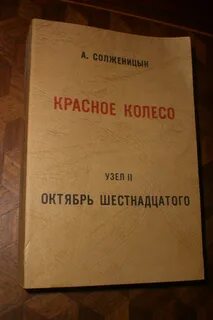 А. СОЛЖЕНИЦЫН
КРАСНОЕ КОЛЕСО
УЗЕЛ II
ОКТЯБРЬ ШЕСТНАДЦАТОГО